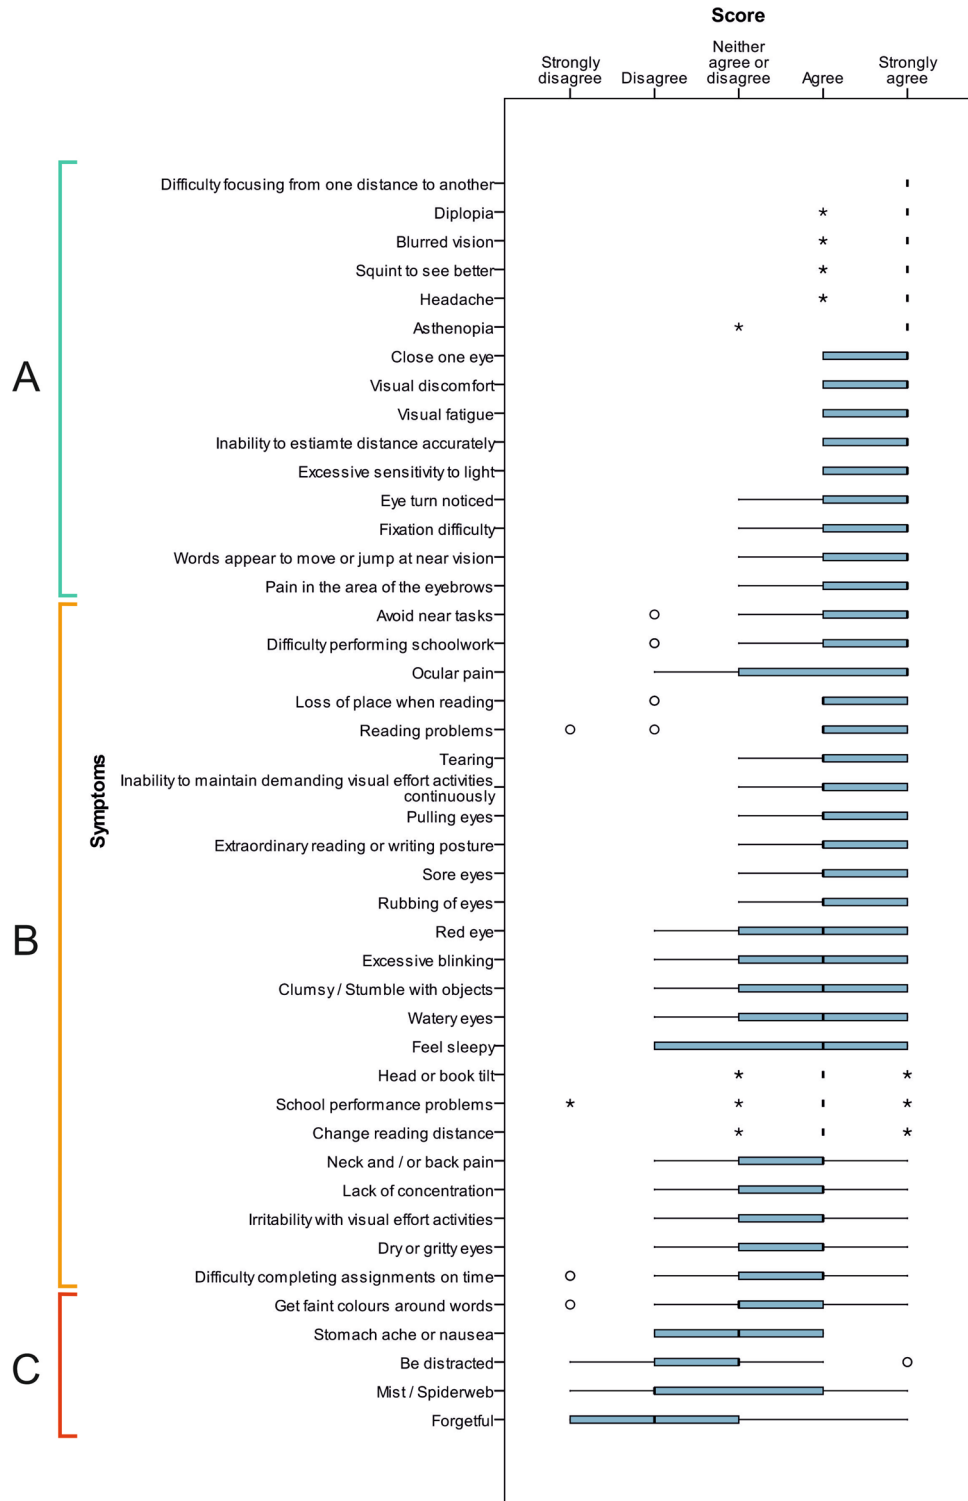 Score
Strongly
disagree
Disagree
Neither
agree or
disagree
Agree
Strongly
agree
A
Difficulty focusing from one distance to another
Diplopia
Blurred vision
Squint to see better
Headache
Asthenopia
Close one eye
Visual discomfort
Visual fatigue
Inability to estiamte distance accurately
Excessive sensitivity to light
Eye turn noticed
Fixation difficulty
Words appear to move or jump at near vision
Pain in the area of the eyebrows
Symptoms
B
Avoid near tasks
Difficulty performing schoolwork
Ocular pain
Loss of place when reading
Reading problems
Tearing
Inability to maintain demanding visual effort activities
continuously
Pulling eyes
Extraordinary reading or writing posture
Sore eyes
Rubbing of eyes
Red eye
Excessive blinking
Clumsy / Stumble with objects
Watery eyes
Feel sleepy
Head or book tilt
School performance problems
Change reading distance
Neck and / or back pain
Lack of concentration
Irritability with visual effort activities
Dry or gritty eyes
Difficulty completing assignments on time
C
Get faint colours around words
Stomach ache or nausea
Be distracted
Mist / Spiderweb
Forgetful